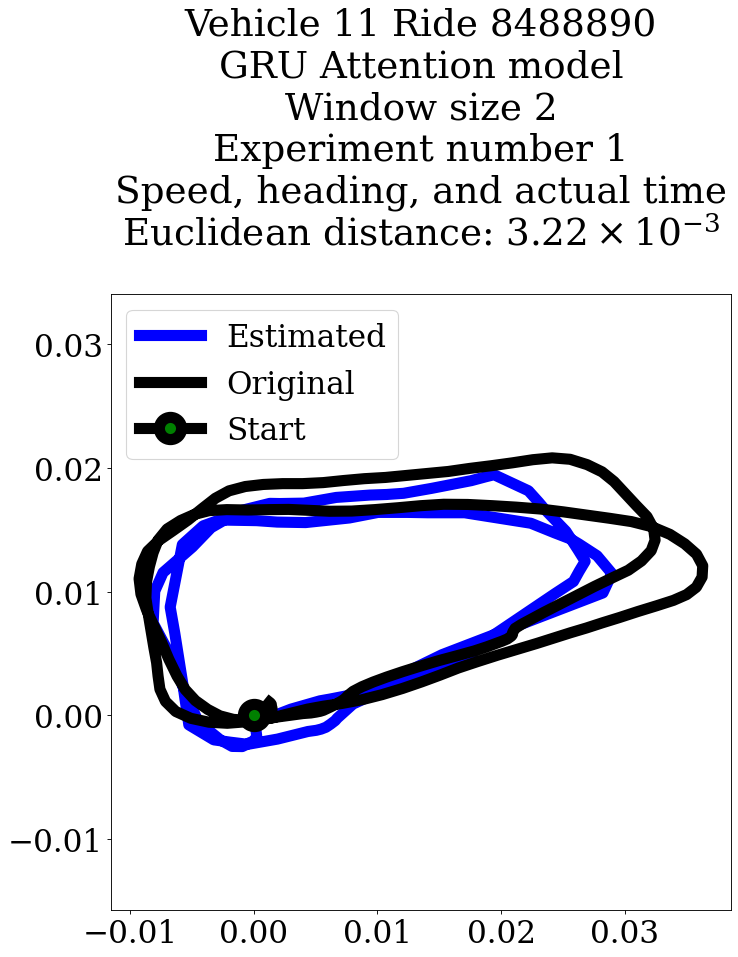 Vehicle 11 Ride 8488890
GRU Attention model
Window size 2
Experiment number 1
Speed, heading, and actual time
Euclidean distance: 3.22 × 10⁻³
Estimated
Original
Start
0.03
0.02
0.01
0.00
−0.01
−0.01 0.00 0.01 0.02 0.03